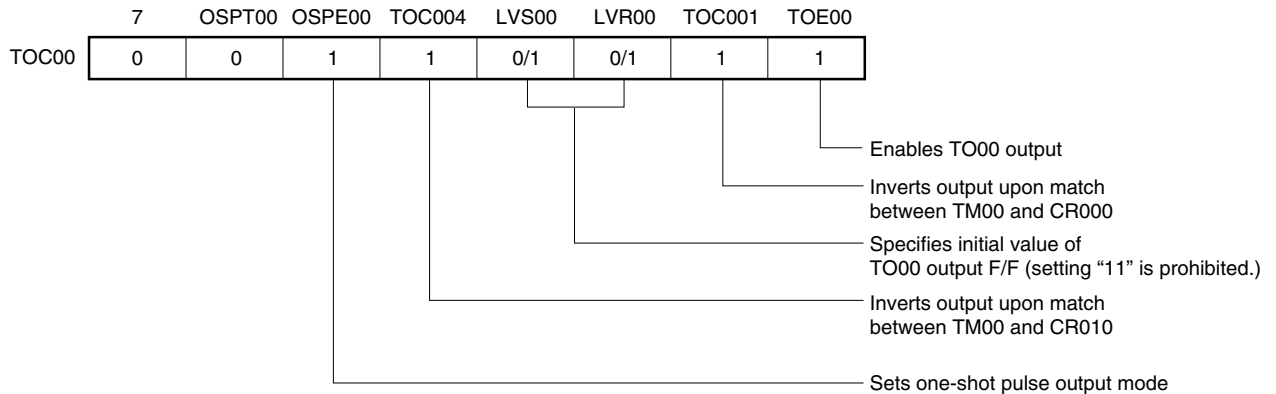 7 OSPT00 OSPE00 TOC004 LVS00 LVR00 TOC001 TOE00
TOC00 0 0 1 1 0/1 0/1 1 1
Enables TO00 output
Inverts output upon match
between TM00 and CR000
Specifies initial value of
TO00 output F/F (setting “11” is prohibited.)
Inverts output upon match
between TM00 and CR010
Sets one-shot pulse output mode